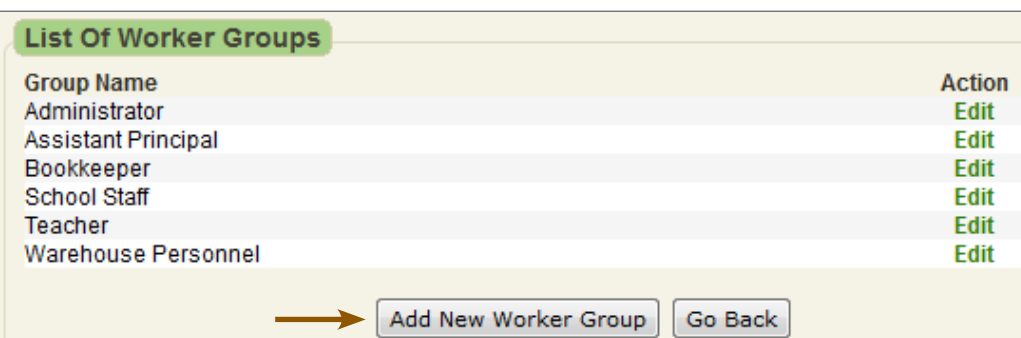 List Of Worker Groups
Group Name Action
Administrator Edit
Assistant Principal Edit
Bookkeeper Edit
School Staff Edit
Teacher Edit
Warehouse Personnel Edit
Add New Worker Group Go Back